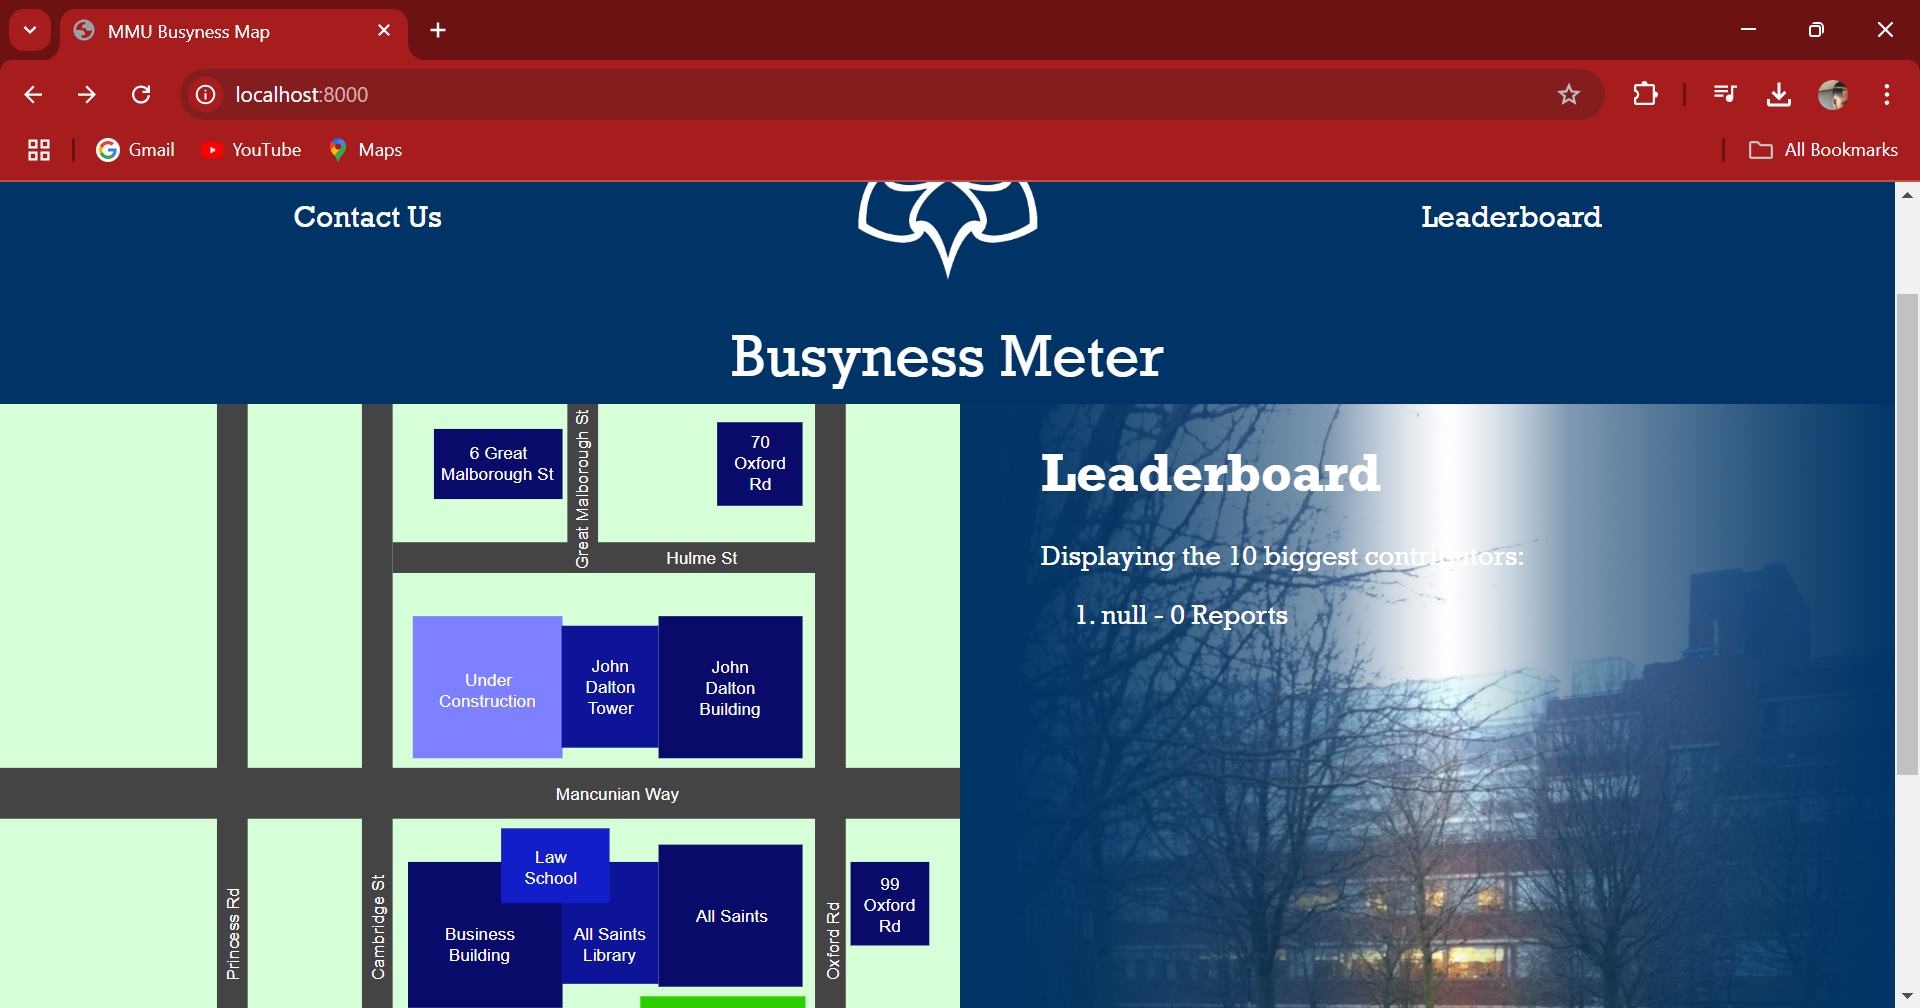 MMU Busyness Map
localhost:8000
Gmail
YouTube
Maps
All Bookmarks
Contact Us
Leaderboard
Busyness Meter
6 Great
Malborough St
Great Malborough St
70
Oxford
Rd
Hulme St
Under
Construction
John
Dalton
Tower
John
Dalton
Building
Mancunian Way
Princess Rd
Cambridge St
Law
School
Business
Building
All Saints
Library
All Saints
Oxford Rd
99
Oxford
Rd
Leaderboard
Displaying the 10 biggest contributors:
1. null - 0 Reports